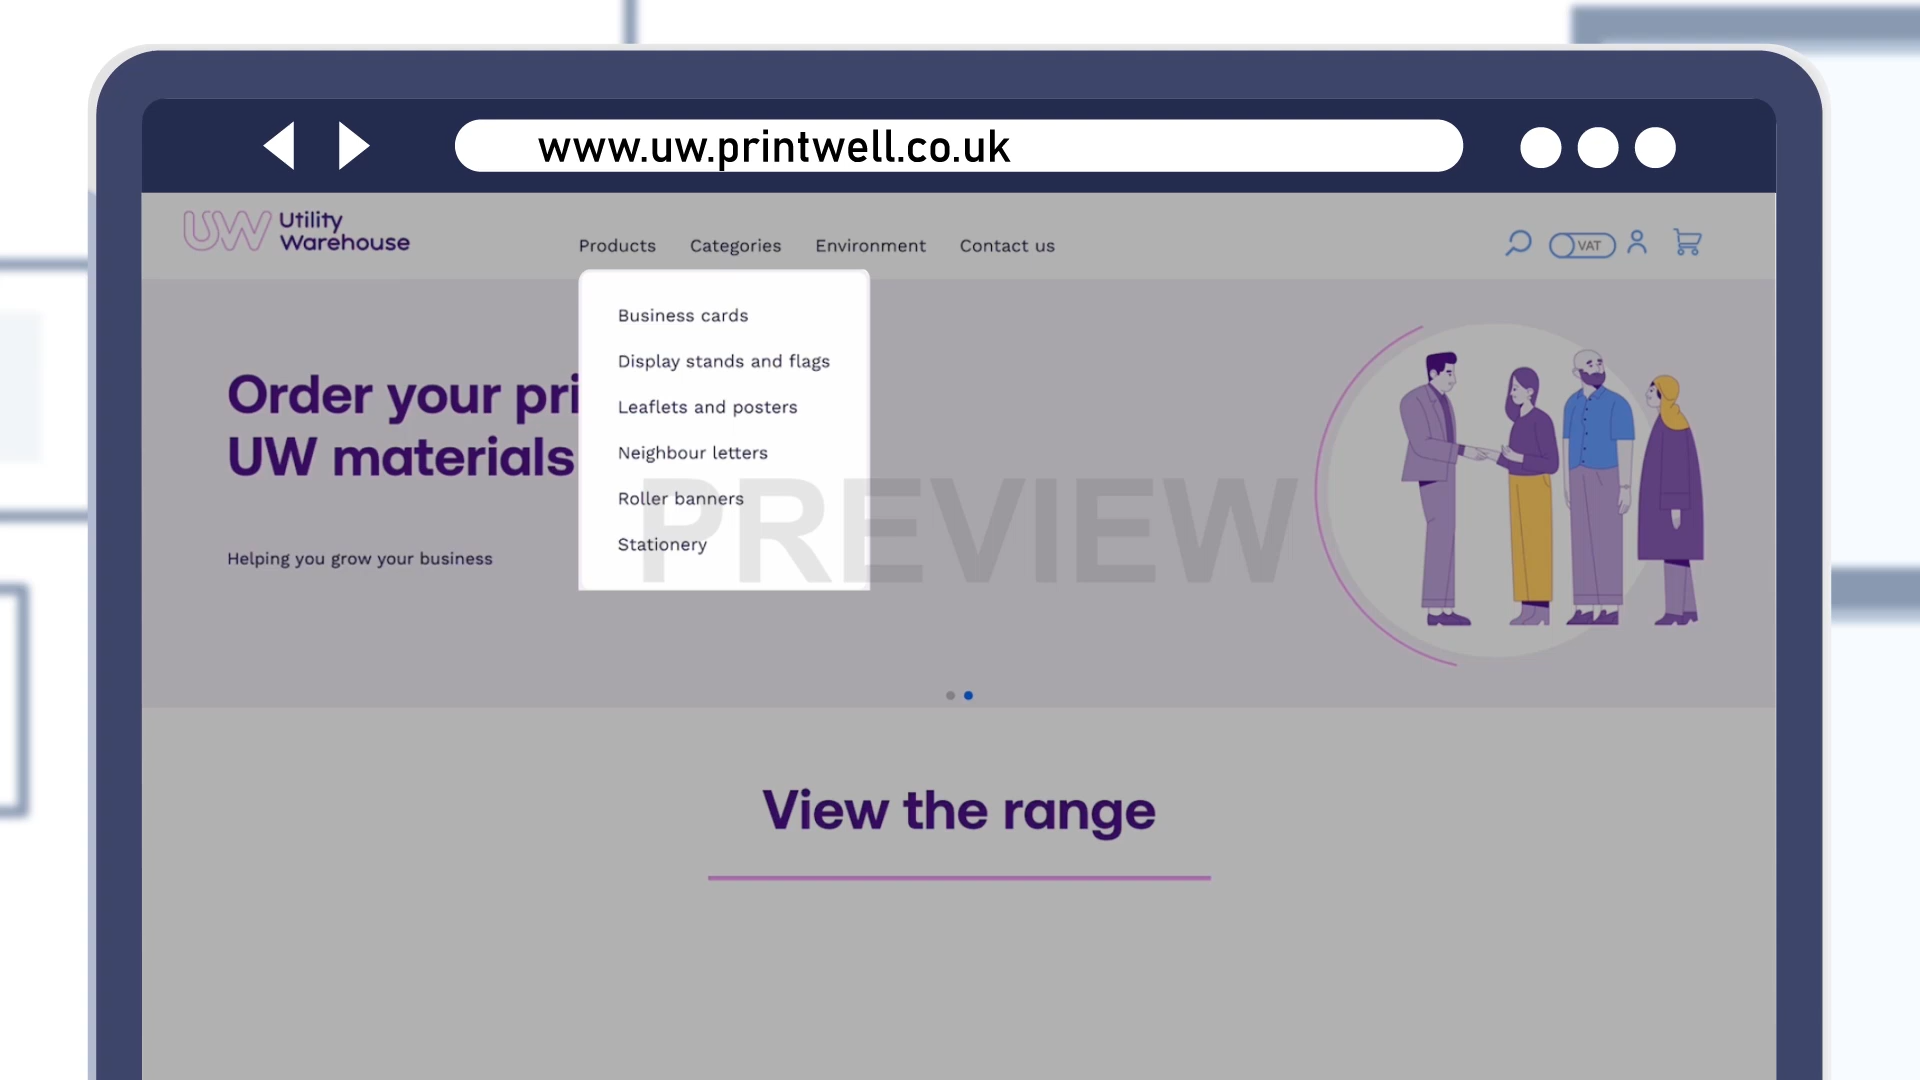 www.uw.printwell.co.uk
UW Utility
Warehouse
Products Categories Environment Contact us
VAT
Business cards
Display stands and flags
Leaflets and posters
Neighbour letters
Roller banners
Stationery
Order your pri
UW materials
Helping you grow your business
PREVIEW
View the range